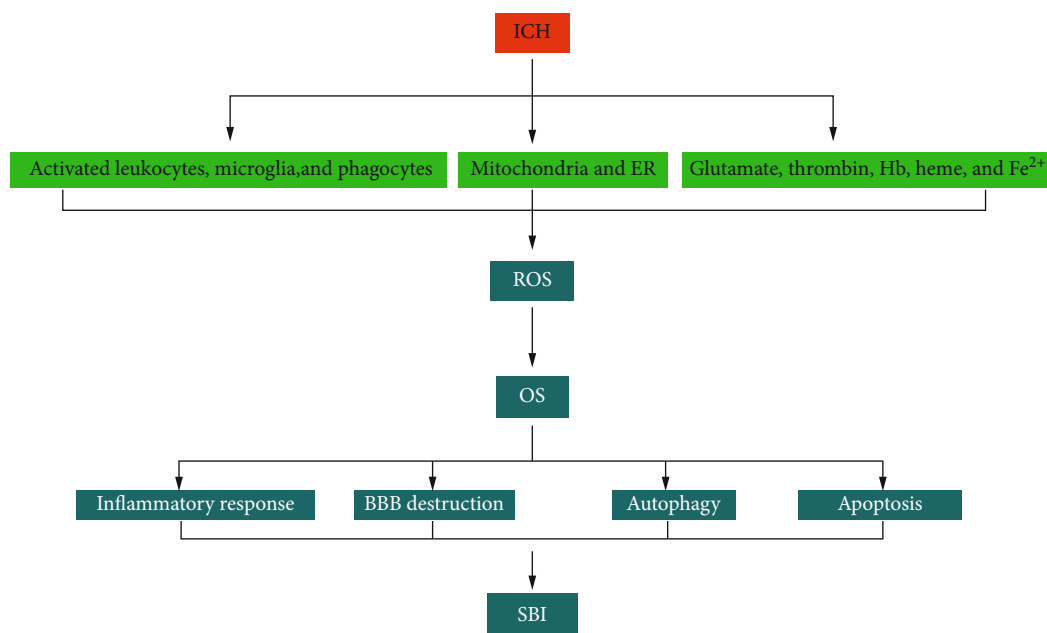 ICH
Activated leukocytes, microglia,and phagocytes
Mitochondria and ER
Glutamate, thrombin, Hb, heme, and Fe²⁺
ROS
OS
Inflammatory response
BBB destruction
Autophagy
Apoptosis
SBI